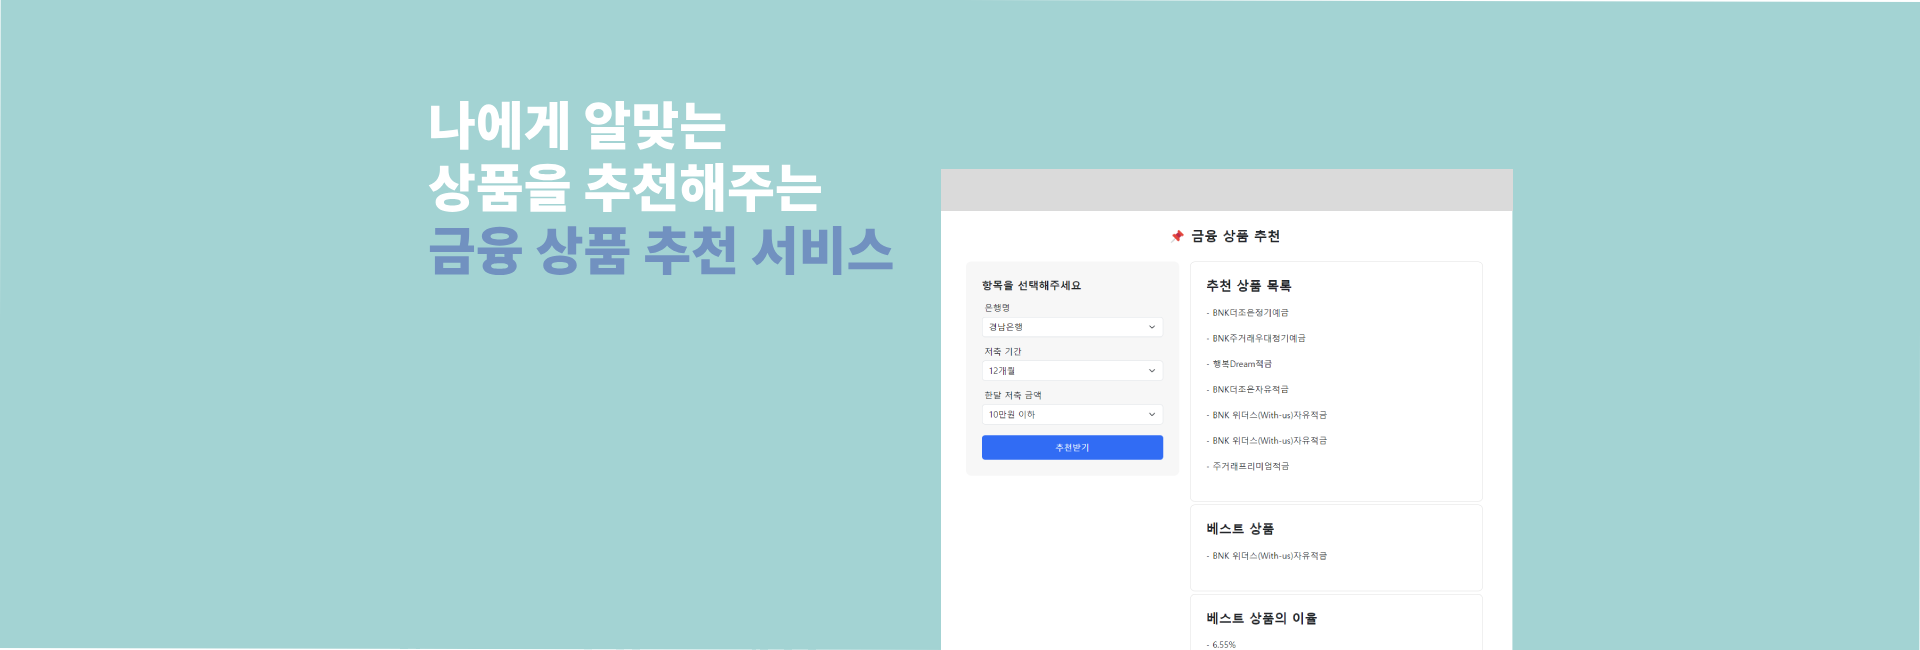 나에게 알맞는
상품을 추천해주는
금융 상품 추천 서비스
📌 금융 상품 추천
항목을 선택해주세요
은행명
경남은행
저축 기간
12개월
한달 저축 금액
10만원 이하
추천받기
추천 상품 목록
- BNK더조은정기예금
- BNK주거래우대정기예금
- 행복Dream적금
- BNK더조은자유적금
- BNK 위더스(With-us)자유적금
- BNK 위더스(With-us)자유적금
- 주거래프리미엄적금
베스트 상품
- BNK 위더스(With-us)자유적금
베스트 상품의 이율
- 6.55%